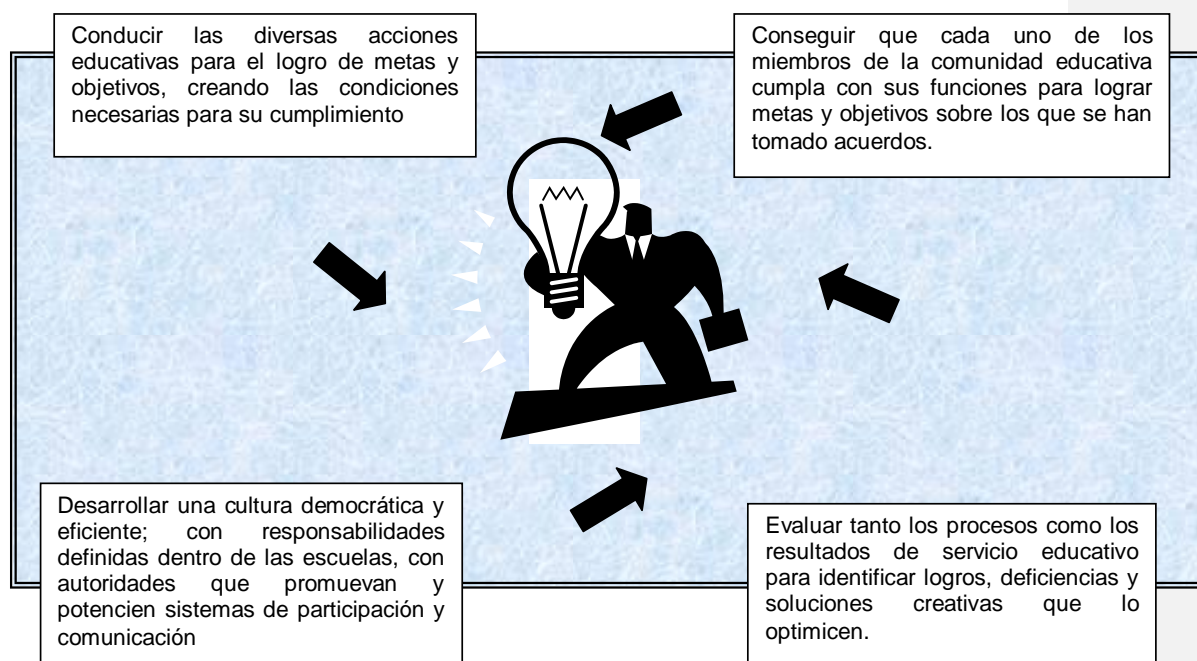 Conducir las diversas acciones
educativas para el logro de metas y
objetivos, creando las condiciones
necesarias para su cumplimiento
Conseguir que cada uno de los
miembros de la comunidad educativa
cumpla con sus funciones para lograr
metas y objetivos sobre los que se han
tomado acuerdos.
Desarrollar una cultura democrática y
eficiente; con responsabilidades
definidas dentro de las escuelas, con
autoridades que promuevan y
potencien sistemas de participación y
comunicación
Evaluar tanto los procesos como los
resultados de servicio educativo
para identificar logros, deficiencias y
soluciones creativas que lo
optimicen.